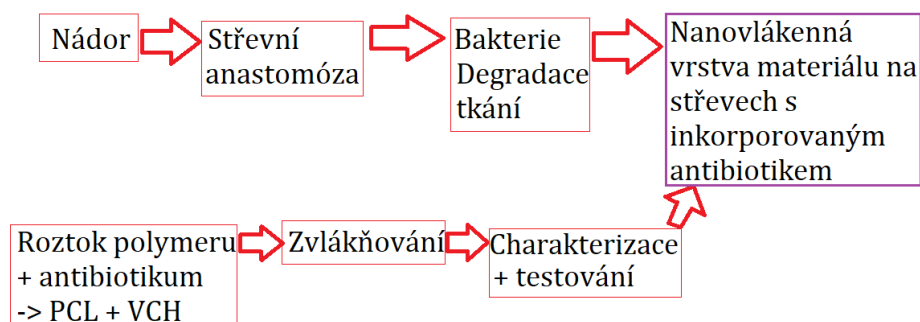 Nádor
Střevní
anastomóza
Bakterie
Degradace
tkání
Nanovlákenná
vrstva materiálu na
střevech s
inkorporovaným
antibiotikem
Roztok polymeru
+ antibiotikum
-> PCL + VCH
Zvlákňování
Charakterizace
+ testování